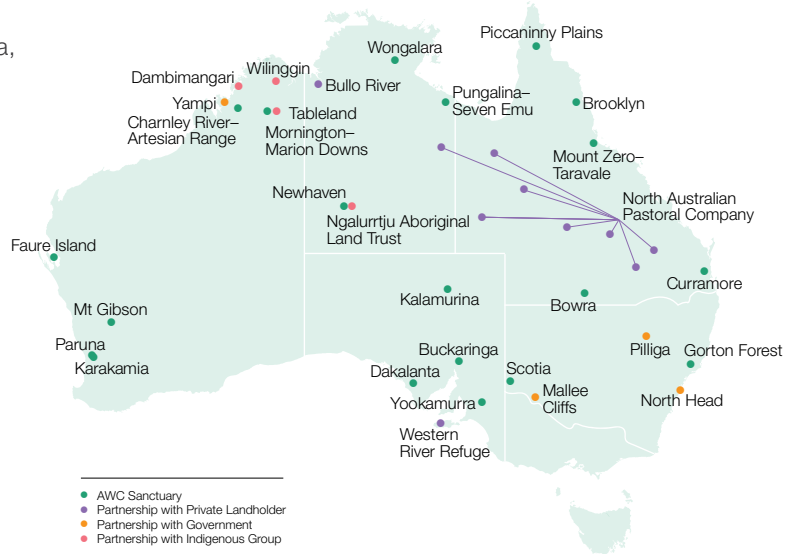 a,
Piccaninny Plains
Wongalara
Wilinggin
Dambimangari
Bullo River
Pungalina–
Seven Emu
Yampi
Brooklyn
Charnley River–
Artesian Range
Tableland
Mornington–
Marion Downs
Mount Zero–
Taravale
Newhaven
North Australian
Pastoral Company
Ngalurrtju Aboriginal
Land Trust
Faure Island
Curramore
Kalamurina
Bowra
Mt Gibson
Paruna
Karakamia
Buckaringa
Pilliga
Gorton Forest
Dakalanta
Scotia
Yookamurra
Mallee
Cliffs
North Head
Western
River Refuge
AWC Sanctuary
Partnership with Private Landholder
Partnership with Government
Partnership with Indigenous Group